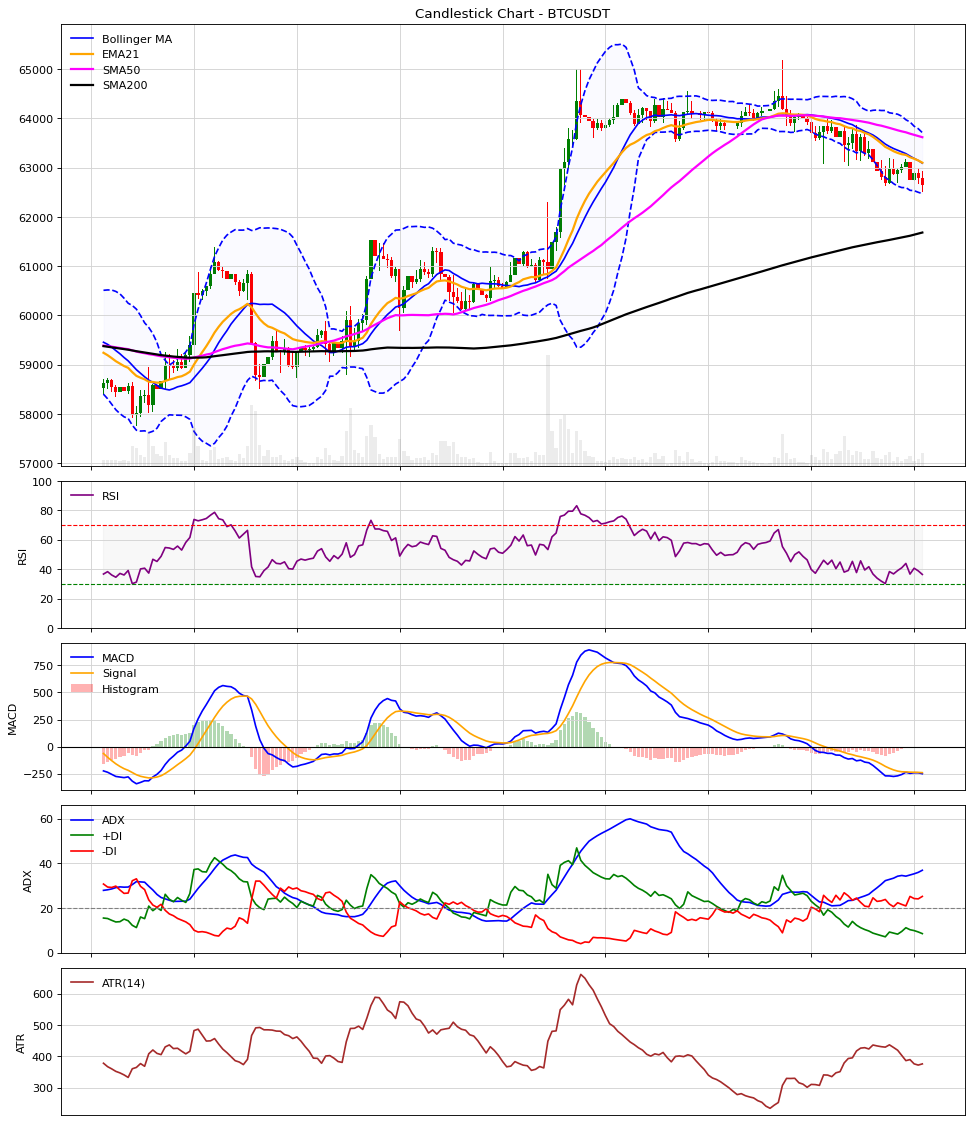 Candlestick Chart - BTCUSDT
Bollinger MA
EMA21
SMA50
SMA200
65000
64000
63000
62000
61000
60000
59000
58000
57000
RSI
100
80
60
40
20
0
RSI
MACD
Signal
Histogram
750
500
250
0
−250
MACD
ADX
+DI
-DI
60
40
20
0
ADX
ATR(14)
600
500
400
300
ATR